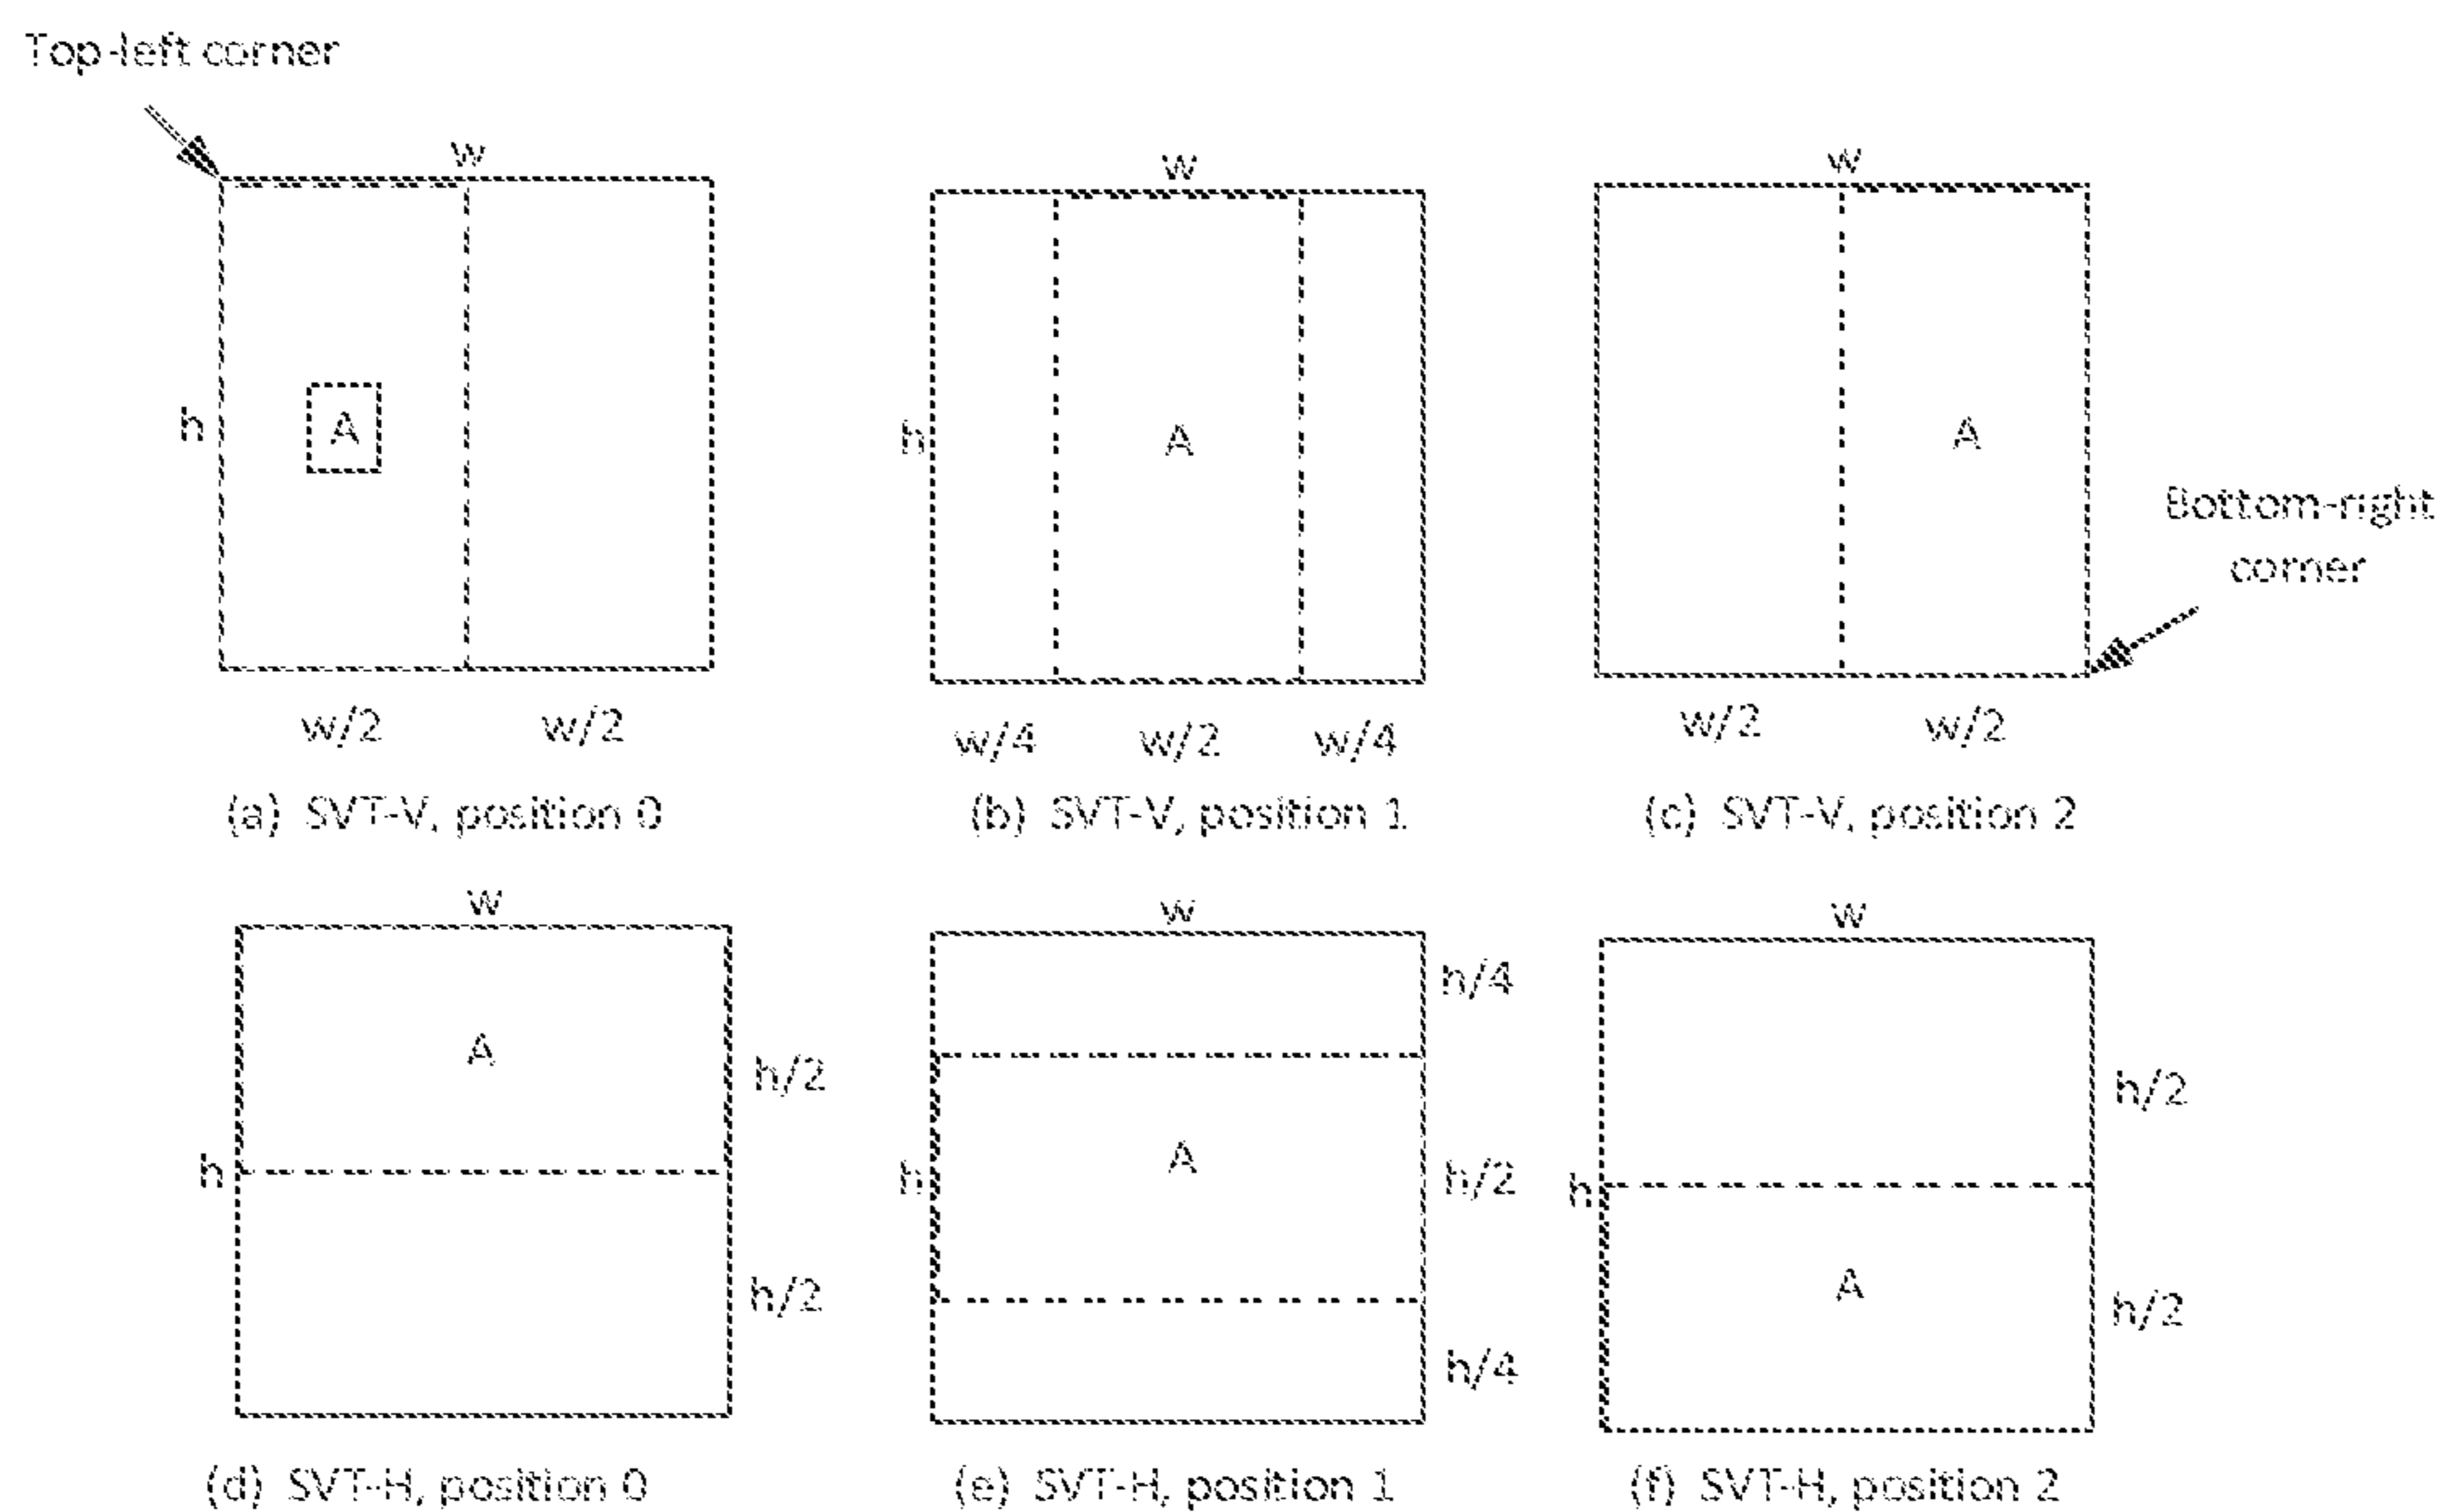 Top-left corner
w
w
w
h
A
h
A
A
Bottom-right
corner
w/2
w/2
w/4
w/2
w/4
w/2
w/2
(a) SVT-V, position 0
(b) SVT-V, position 1
(c) SVT-V, position 2
w
w
w
h/4
A
h/2
h/2
h
A
h
h/2
h
A
h/2
h/2
h/4
(d) SVT-H, position 0
(e) SVT-H, position 1
(f) SVT-H, position 2